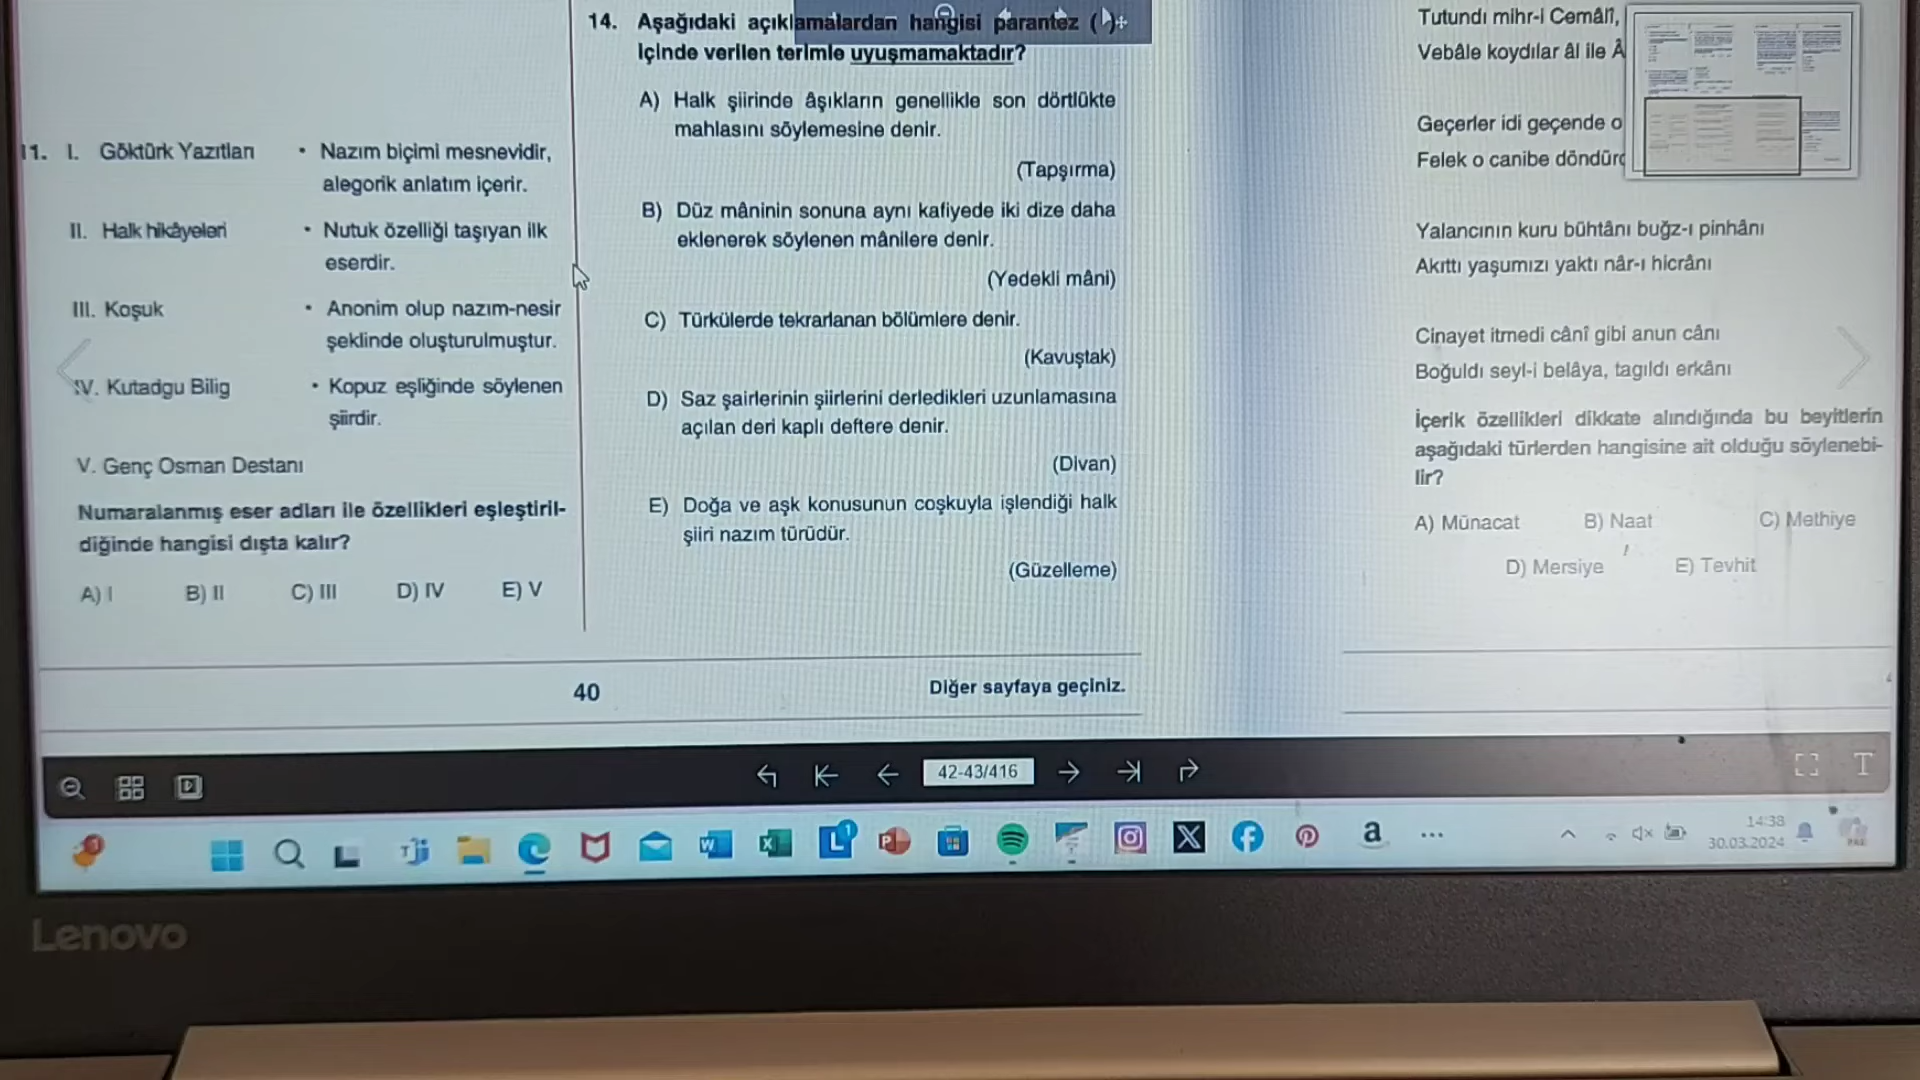 11. I. Göktürk Yazıtları • Nazım biçimi mesnevidir,
alegorik anlatım içerir.
II. Halk hikâyeleri • Nutuk özelliği taşıyan ilk
eserdir.
III. Koşuk • Anonim olup nazım-nesir
şeklinde oluşturulmuştur.
IV. Kutadgu Bilig • Kopuz eşliğinde söylenen
şiirdir.
V. Genç Osman Destanı
Numaralanmış eser adları ile özellikleri eşleştiril-
diğinde hangisi dışta kalır?
A) I B) II C) III D) IV E) V
14. Aşağıdaki açıklamalardan hangisi parantez ( )
içinde verilen terimle uyuşmamaktadır?
A) Halk şiirinde âşıkların genellikle son dörtlükte
mahlasını söylemesine denir.
(Tapşırma)
B) Düz mâninin sonuna aynı kafiyede iki dize daha
eklenerek söylenen mânilere denir.
(Yedekli mâni)
C) Türkülerde tekrarlanan bölümlere denir.
(Kavuştak)
D) Saz şairlerinin şiirlerini derledikleri uzunlamasına
açılan deri kaplı deftere denir.
(Divan)
E) Doğa ve aşk konusunun coşkuyla işlendiği halk
şiiri nazım türüdür.
(Güzelleme)
40
Diğer sayfaya geçiniz.
Tutundı mihr-i Cemâlî,
Vebâle koydılar âl ile Â
Geçerler idi geçende o
Felek o canibe döndürd
Yalancının kuru bühtânı buğz-ı pinhânı
Akıttı yaşumızı yaktı nâr-ı hicrânı
Cinayet itmedi cânî gibi anun cânı
Boğuldı seyl-i belâya, tagıldı erkânı
İçerik özellikleri dikkate alındığında bu beyitlerin
aşağıdaki türlerden hangisine ait olduğu söylenebi-
lir?
A) Münacat B) Naat C) Methiye
D) Mersiye E) Tevhit
42-43/416
14:38
30.03.2024
Lenovo